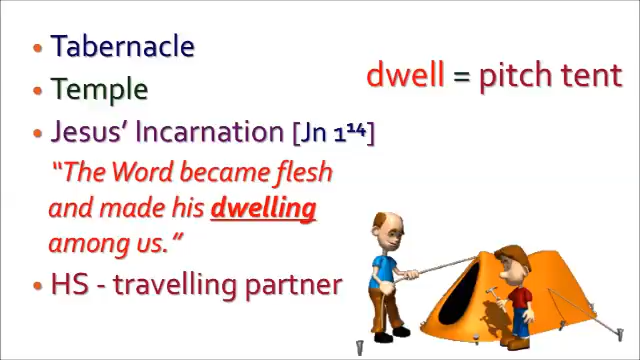 • Tabernacle
• Temple
dwell = pitch tent
• Jesus’ Incarnation [Jn 1¹⁴]
“The Word became flesh
and made his dwelling
among us.”
• HS - travelling partner